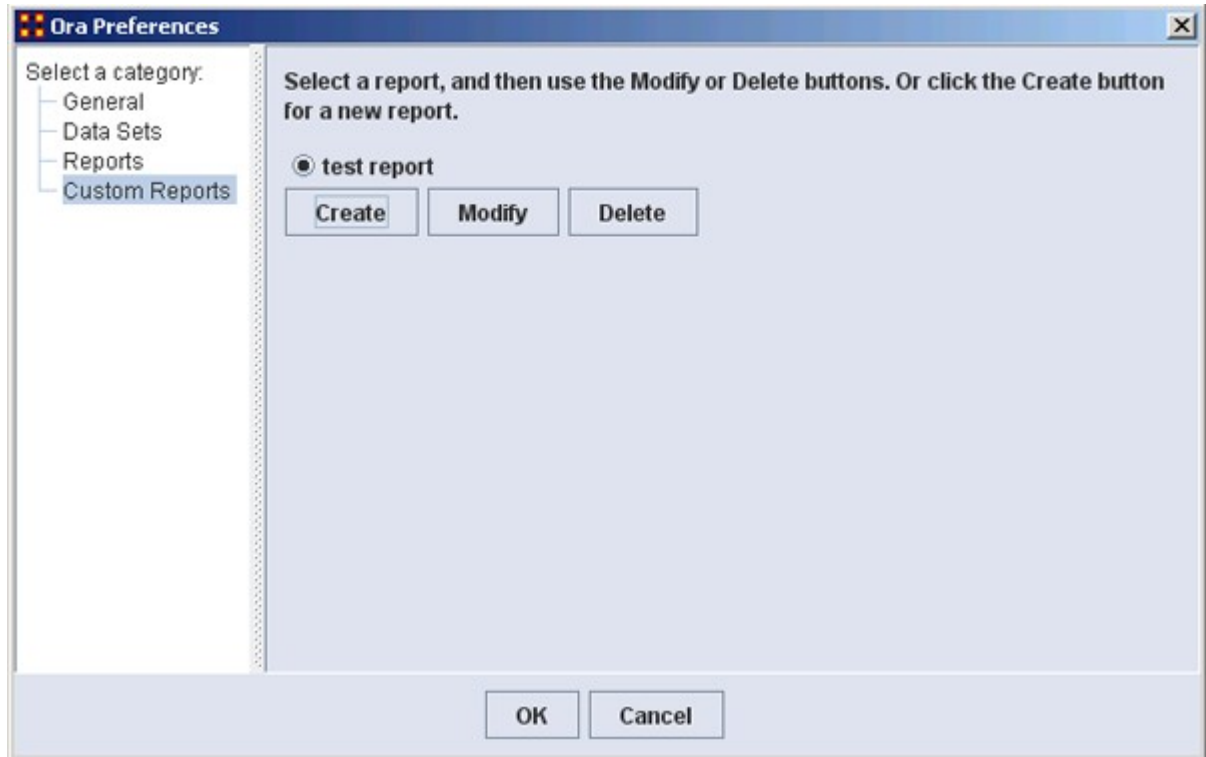 Ora Preferences
Select a category:
General
Data Sets
Reports
Custom Reports
Select a report, and then use the Modify or Delete buttons. Or click the Create button
for a new report.
test report
Create Modify Delete
OK Cancel